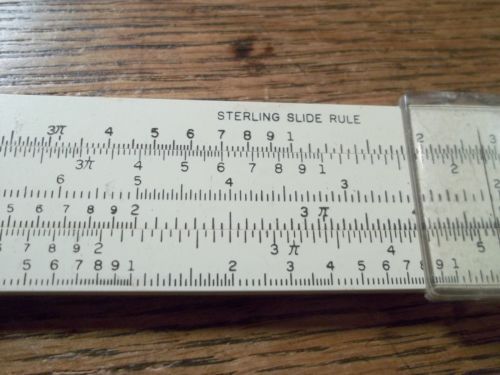 STERLING SLIDE RULE
3π 4 5 6 7 8 9 1 2 3
3π 4 5 6 7 8 9 1 2
6 5 4 3
5 6 7 8 9 2 3 π 4
6 7 8 9 2 3 π 4 5
5 6 7 8 9 1 2 3 4 5 6 7 8 9 1